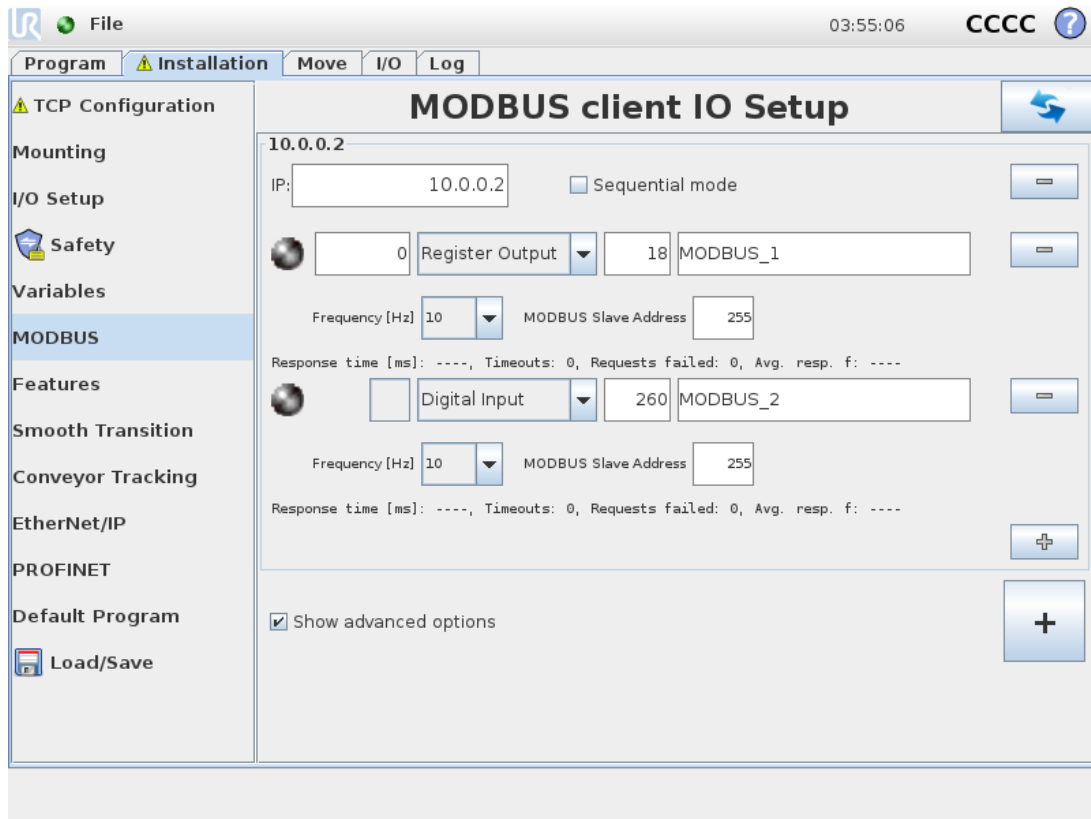 UR File 03:55:06 CCCC ?
Program Installation Move I/O Log
TCP Configuration
Mounting
I/O Setup
Safety
Variables
MODBUS
Features
Smooth Transition
Conveyor Tracking
EtherNet/IP
PROFINET
Default Program
Load/Save
MODBUS client IO Setup
10.0.0.2
IP: 10.0.0.2 Sequential mode
0 Register Output 18 MODBUS_1
Frequency [Hz] 10 MODBUS Slave Address 255
Response time [ms]: ----, Timeouts: 0, Requests failed: 0, Avg. resp. f: ----
Digital Input 260 MODBUS_2
Frequency [Hz] 10 MODBUS Slave Address 255
Response time [ms]: ----, Timeouts: 0, Requests failed: 0, Avg. resp. f: ----
Show advanced options